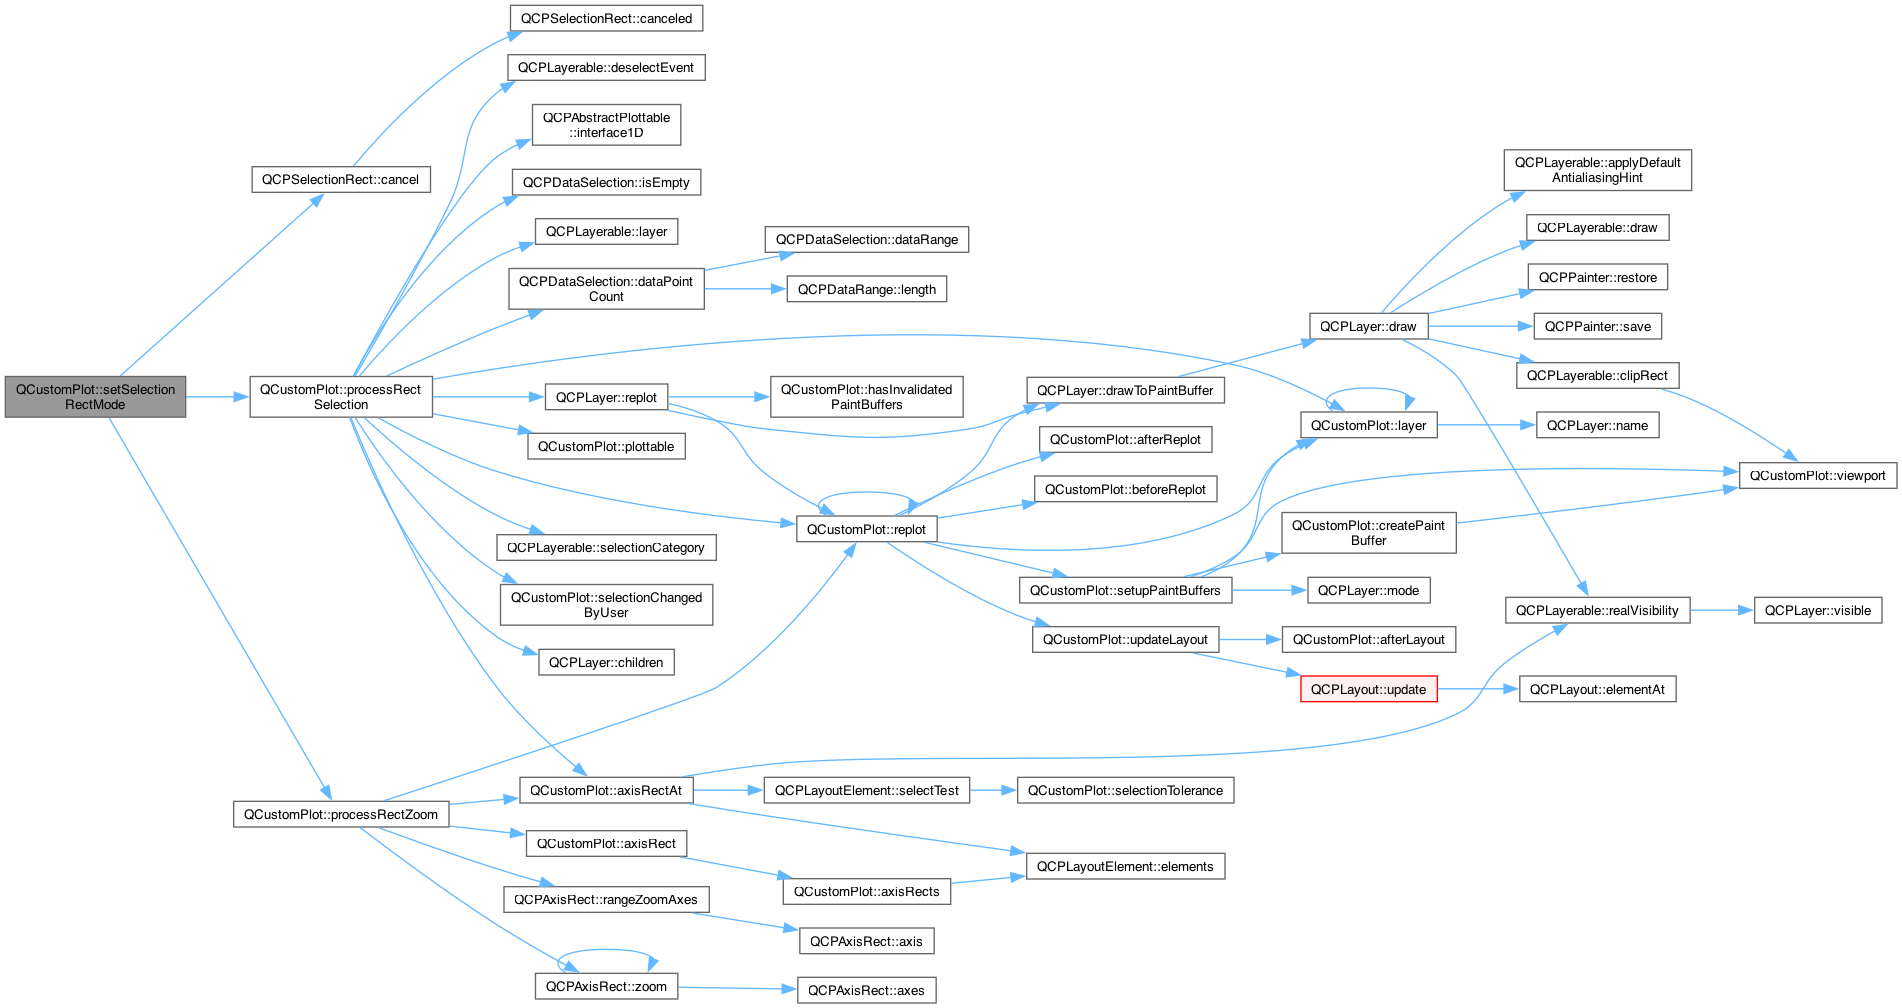 QCustomPlot::setSelection
RectMode
QCPSelectionRect::cancel
QCPSelectionRect::canceled
QCustomPlot::processRect
Selection
QCPLayerable::deselectEvent
QCPAbstractPlottable
::interface1D
QCPDataSelection::isEmpty
QCPLayerable::layer
QCPDataSelection::dataPoint
Count
QCPDataSelection::dataRange
QCPDataRange::length
QCPLayer::replot
QCustomPlot::hasInvalidated
PaintBuffers
QCustomPlot::plottable
QCustomPlot::replot
QCPLayerable::selectionCategory
QCustomPlot::selectionChanged
ByUser
QCPLayer::children
QCPLayer::drawToPaintBuffer
QCustomPlot::afterReplot
QCustomPlot::beforeReplot
QCustomPlot::setupPaintBuffers
QCustomPlot::updateLayout
QCPLayer::draw
QCPLayerable::applyDefault
AntialiasingHint
QCPLayerable::draw
QCPPainter::restore
QCPPainter::save
QCPLayerable::clipRect
QCustomPlot::layer
QCPLayer::name
QCustomPlot::viewport
QCustomPlot::createPaint
Buffer
QCPLayer::mode
QCPLayerable::realVisibility
QCPLayer::visible
QCustomPlot::afterLayout
QCPLayout::update
QCPLayout::elementAt
QCustomPlot::processRectZoom
QCustomPlot::axisRectAt
QCPLayoutElement::selectTest
QCustomPlot::selectionTolerance
QCustomPlot::axisRect
QCustomPlot::axisRects
QCPLayoutElement::elements
QCPAxisRect::rangeZoomAxes
QCPAxisRect::axis
QCPAxisRect::zoom
QCPAxisRect::axes